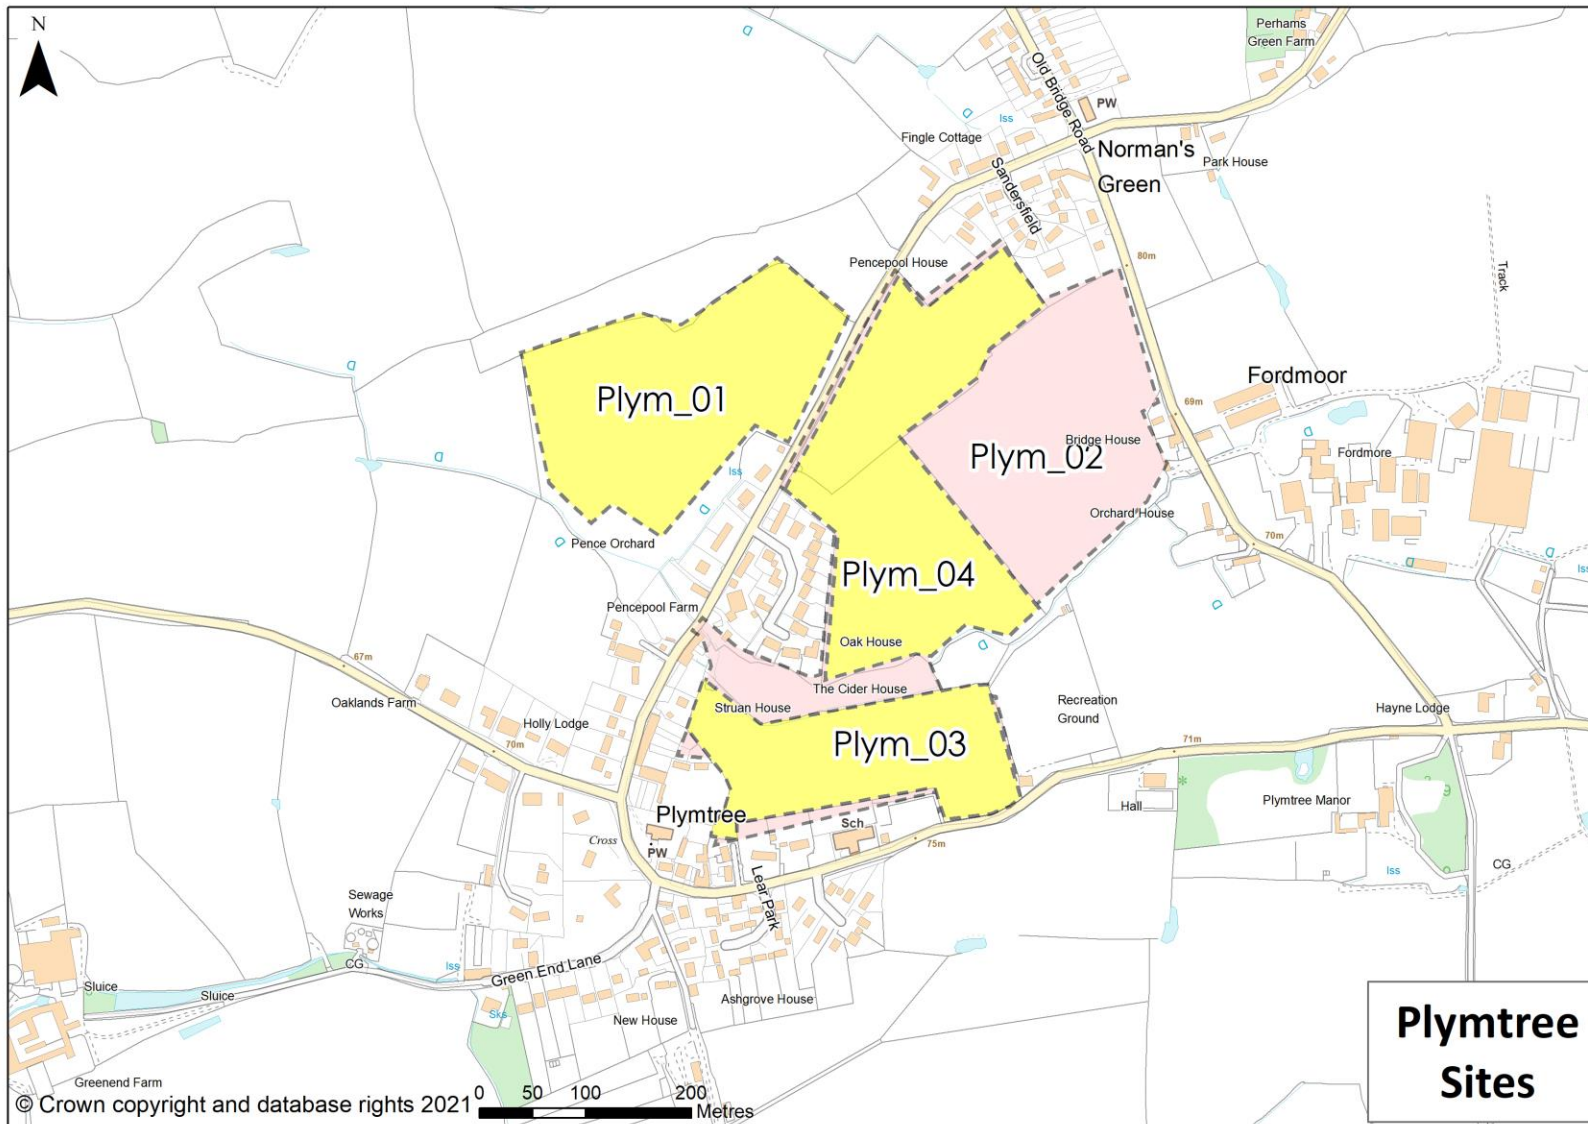 N
Perhams
Green Farm
Old Bridge Road
PW
D
D
Iss
Fingle Cottage
Norman's
Green
Park House
Sandersfield
Pencepool House
80m
Track
D
Plym_01
Fordmoor
69m
Bridge House
Plym_02
D
Fordmore
D
Iss
D
Orchard House
D
Pence Orchard
70m
D
D
Iss
Plym_04
Pencepool Farm
D
Oak House
D
67m
The Cider House
Oaklands Farm
Struan House
Recreation
Ground
Hayne Lodge
Holly Lodge
70m
Plym_03
71m
Plymtree
Hall
Plymtree Manor
Sch
Cross
PW
75m
CG
Iss
Lear Park
Sewage
Works
CG
Iss
Green End Lane
Sluice
Sluice
Ashgrove House
Sks
New House
Plymtree
Sites
Greenend Farm
0 50 100 200
Metres
© Crown copyright and database rights 2021